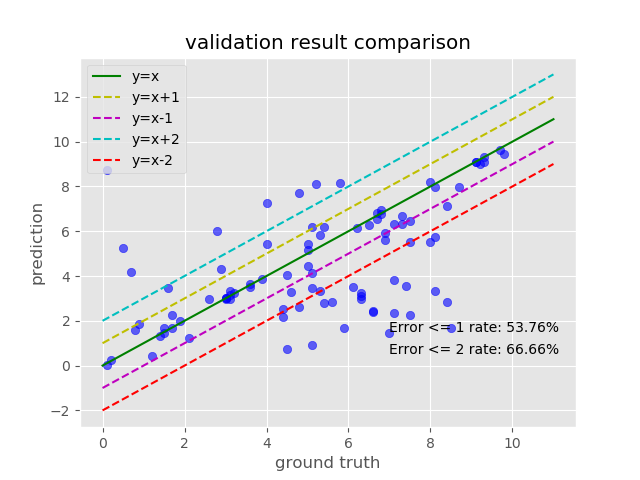 validation result comparison
y=x
y=x+1
y=x-1
y=x+2
y=x-2
12
10
8
6
4
2
0
−2
prediction
Error <= 1 rate: 53.76%
Error <= 2 rate: 66.66%
0 2 4 6 8 10
ground truth